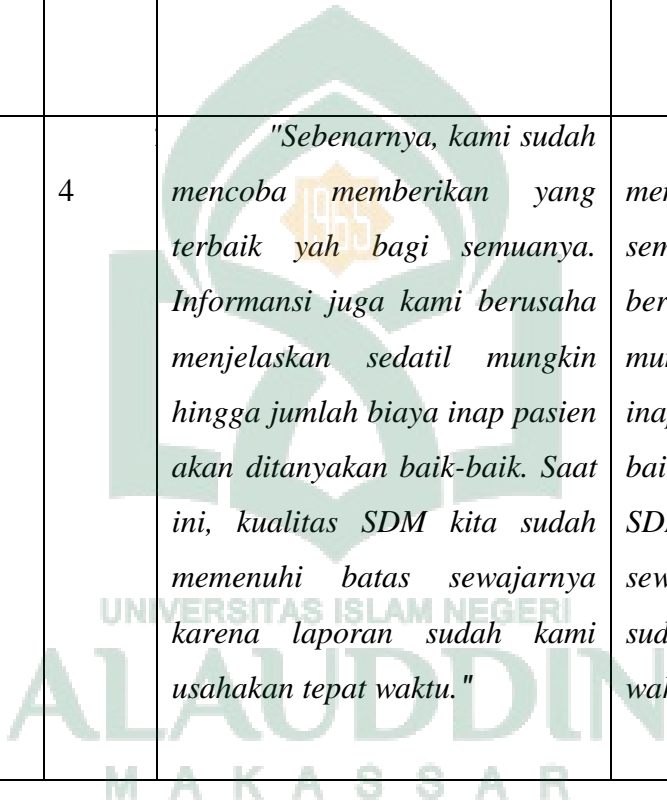 "Sebenarnya, kami sudah
4
mencoba memberikan yang
terbaik yah bagi semuanya.
Informansi juga kami berusaha
menjelaskan sedatil mungkin
hingga jumlah biaya inap pasien
akan ditanyakan baik-baik. Saat
ini, kualitas SDM kita sudah
memenuhi batas sewajarnya
karena laporan sudah kami
usahakan tepat waktu."
1965
UNIVERSITAS ISLAM NEGERI
ALAUDDIN
MAKASSAR